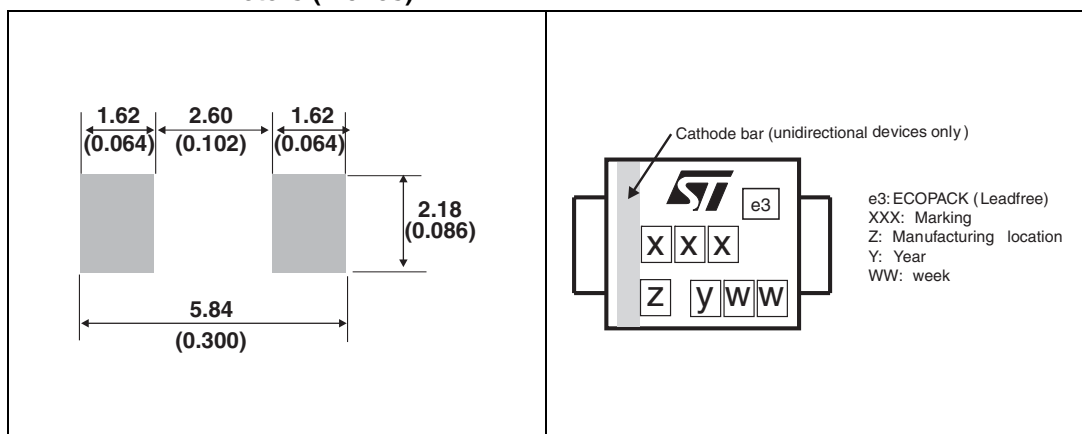 1.62 2.60 1.62
(0.064) (0.102) (0.064)
2.18
(0.086)
5.84
(0.300)
Cathode bar (unidirectional devices only)
ST
e3
x x x
z y w w
e3: ECOPACK (Leadfree)
XXX: Marking
Z: Manufacturing location
Y: Year
WW: week